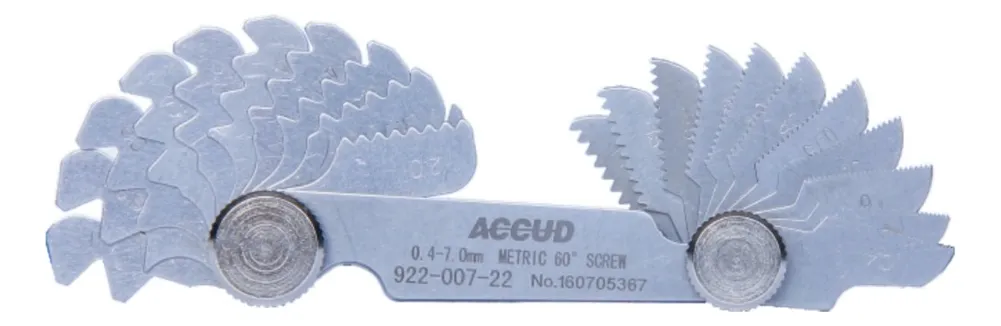 ACCUD
0.4-7.0mm METRIC 60° SCREW
922-007-22 No.160705367